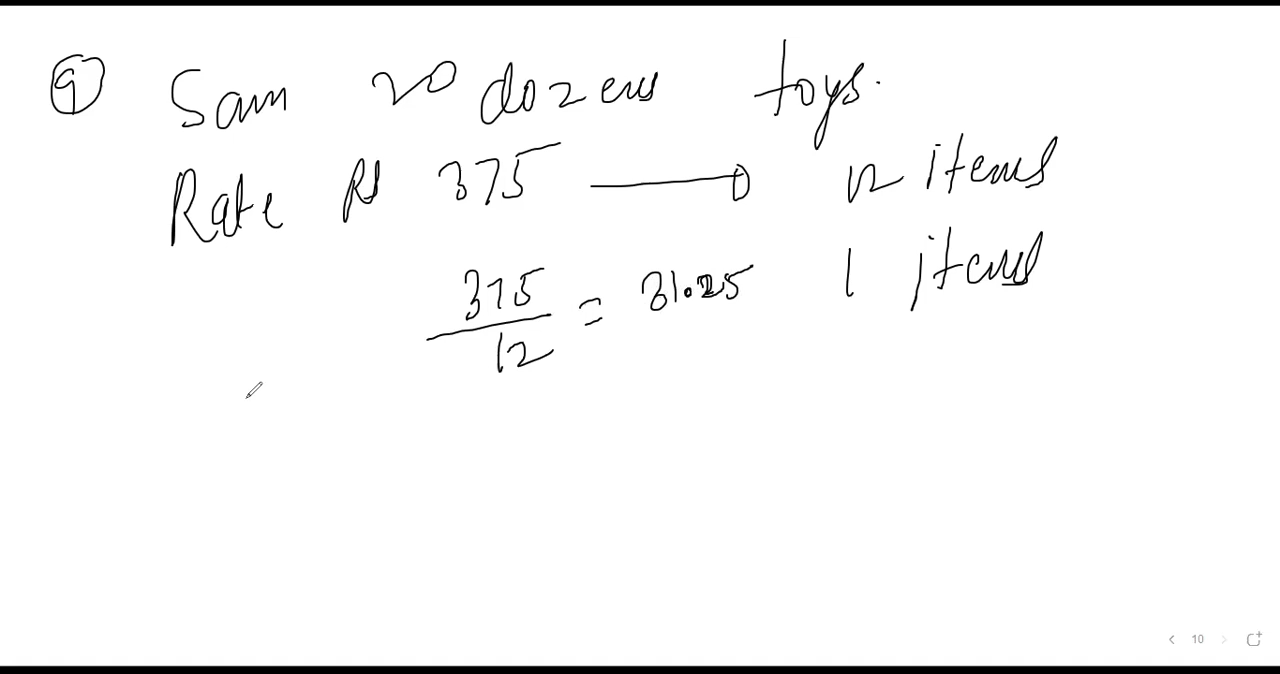 9 Sam 20 dozens toys.
Rate Rs 375 → 12 items
375/12 = 31.25 1 items
10